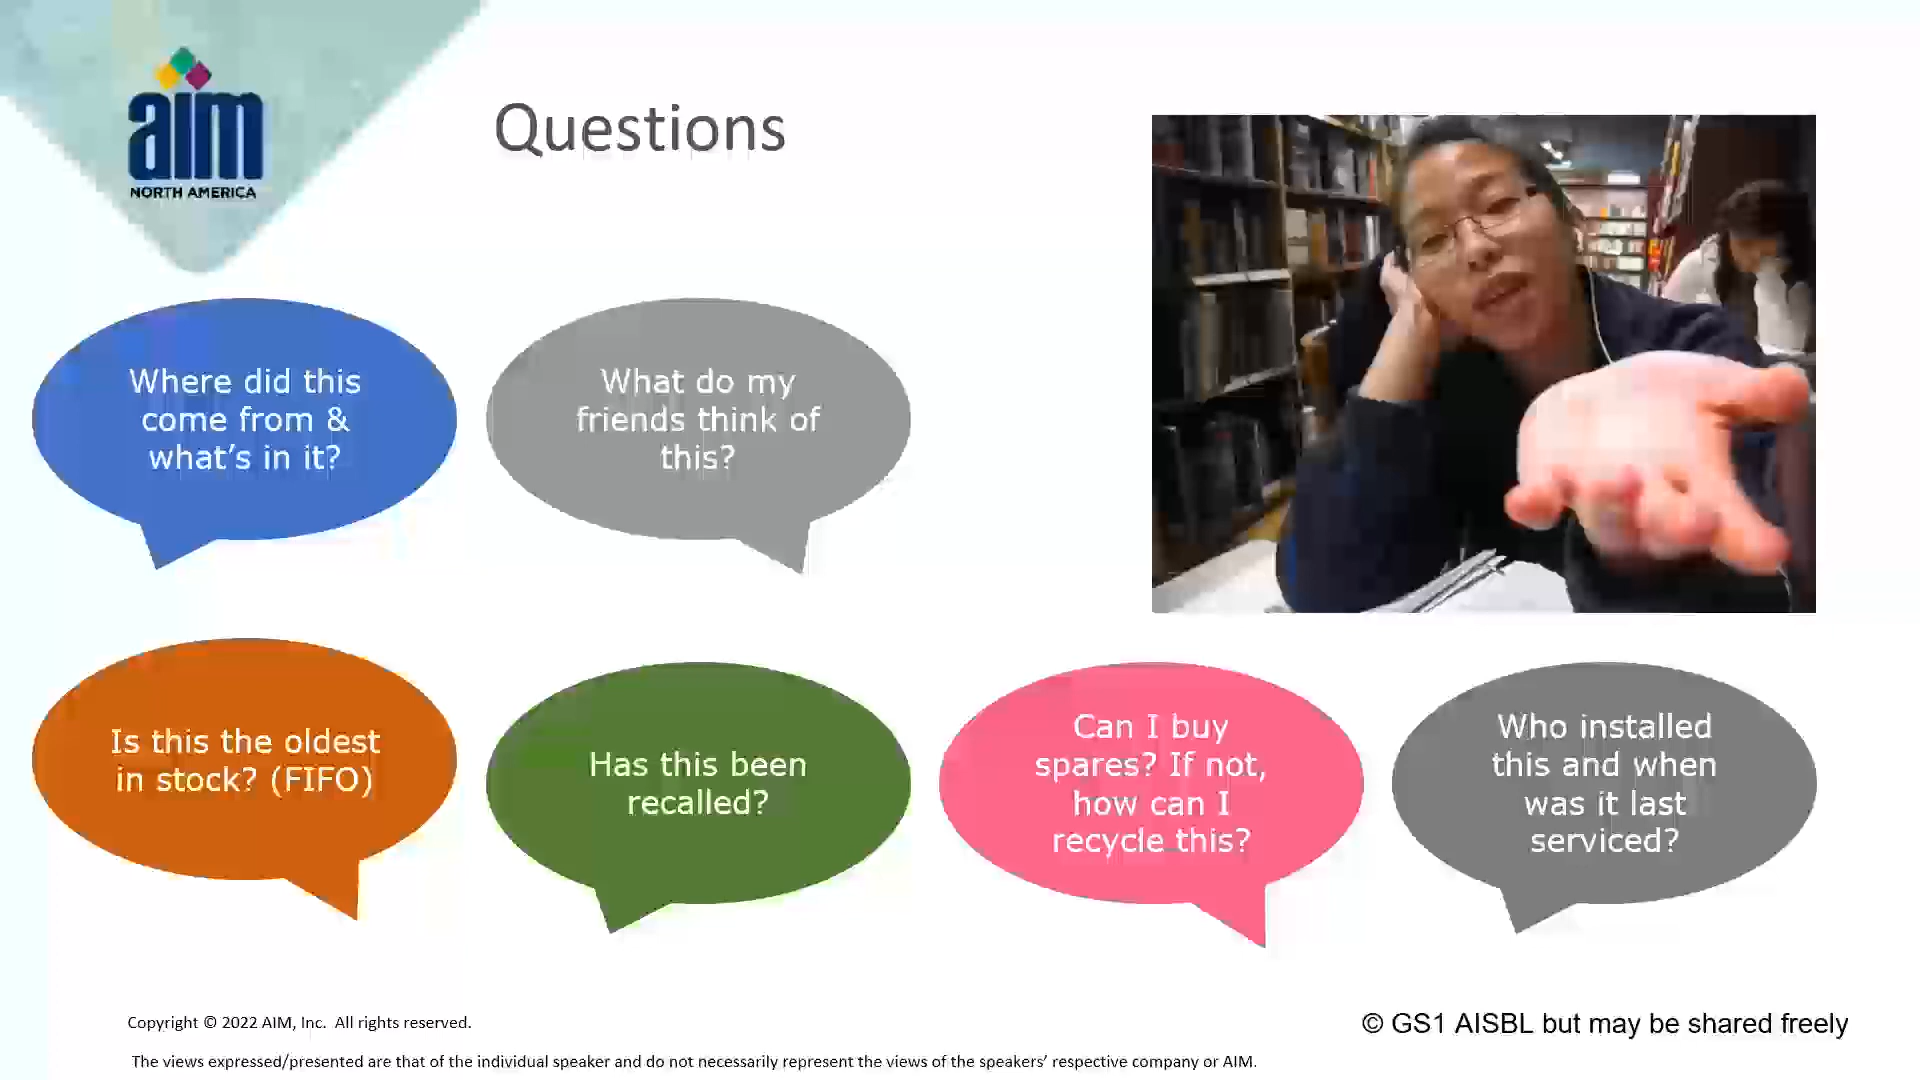 aim
NORTH AMERICA
Questions
Where did this
come from &
what’s in it?
What do my
friends think of
this?
Is this the oldest
in stock? (FIFO)
Has this been
recalled?
Can I buy
spares? If not,
how can I
recycle this?
Who installed
this and when
was it last
serviced?
Copyright © 2022 AIM, Inc.  All rights reserved.
© GS1 AISBL but may be shared freely
The views expressed/presented are that of the individual speaker and do not necessarily represent the views of the speakers’ respective company or AIM.